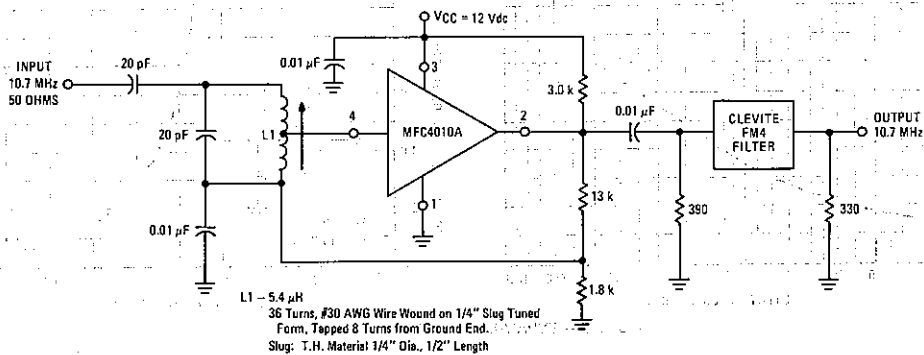 VCC = 12 Vdc
0.01 µF
INPUT
10.7 MHz
50 OHMS
20 pF
3
3.0 k
20 pF
L1
4
MFC4010A
2
0.01 µF
CLEVITE
FM4
FILTER
OUTPUT
10.7 MHz
1
13 k
390
330
0.01 µF
1.8 k
L1 – 5.4 µH
36 Turns, #30 AWG Wire Wound on 1/4" Slug Tuned
Form, Tapped 8 Turns from Ground End.
Slug: T.H. Material 1/4" Dia., 1/2" Length